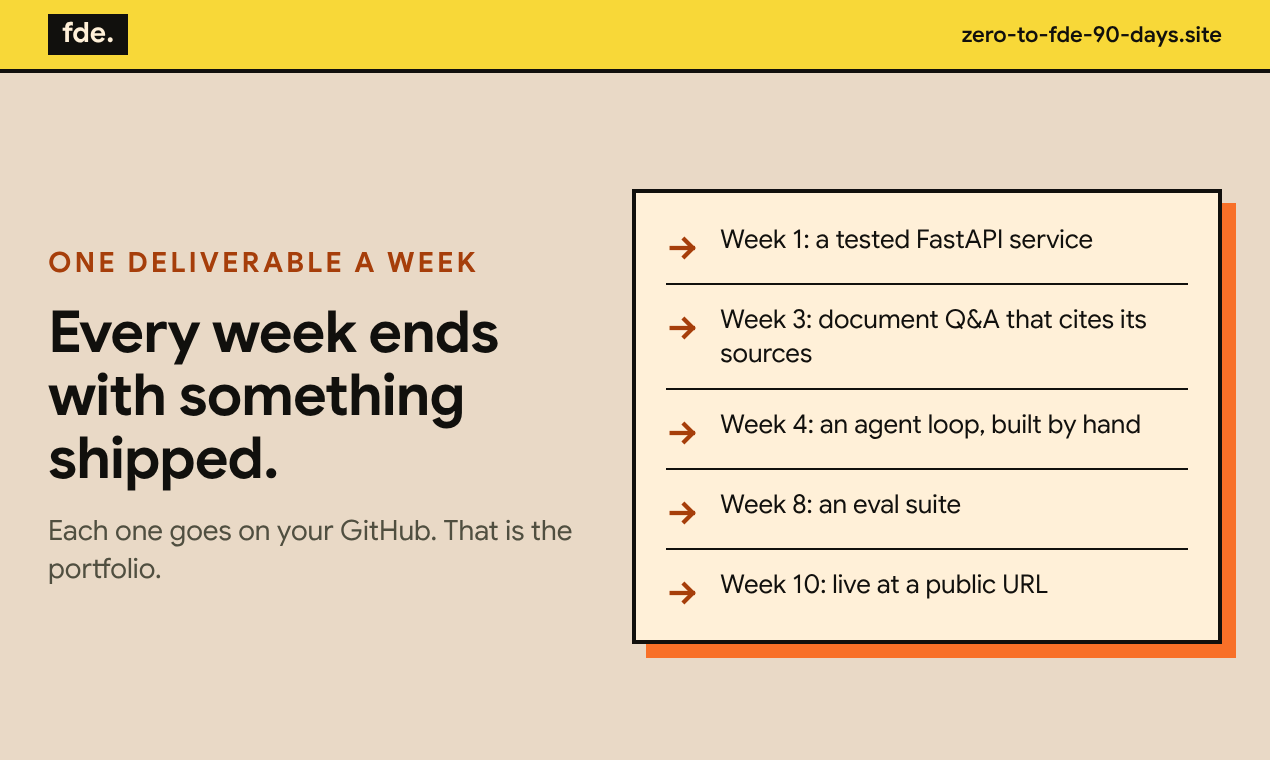 fde.
zero-to-fde-90-days.site
ONE DELIVERABLE A WEEK
Every week ends
with something
shipped.
Each one goes on your GitHub. That is the
portfolio.
→ Week 1: a tested FastAPI service
→ Week 3: document Q&A that cites its
sources
→ Week 4: an agent loop, built by hand
→ Week 8: an eval suite
→ Week 10: live at a public URL